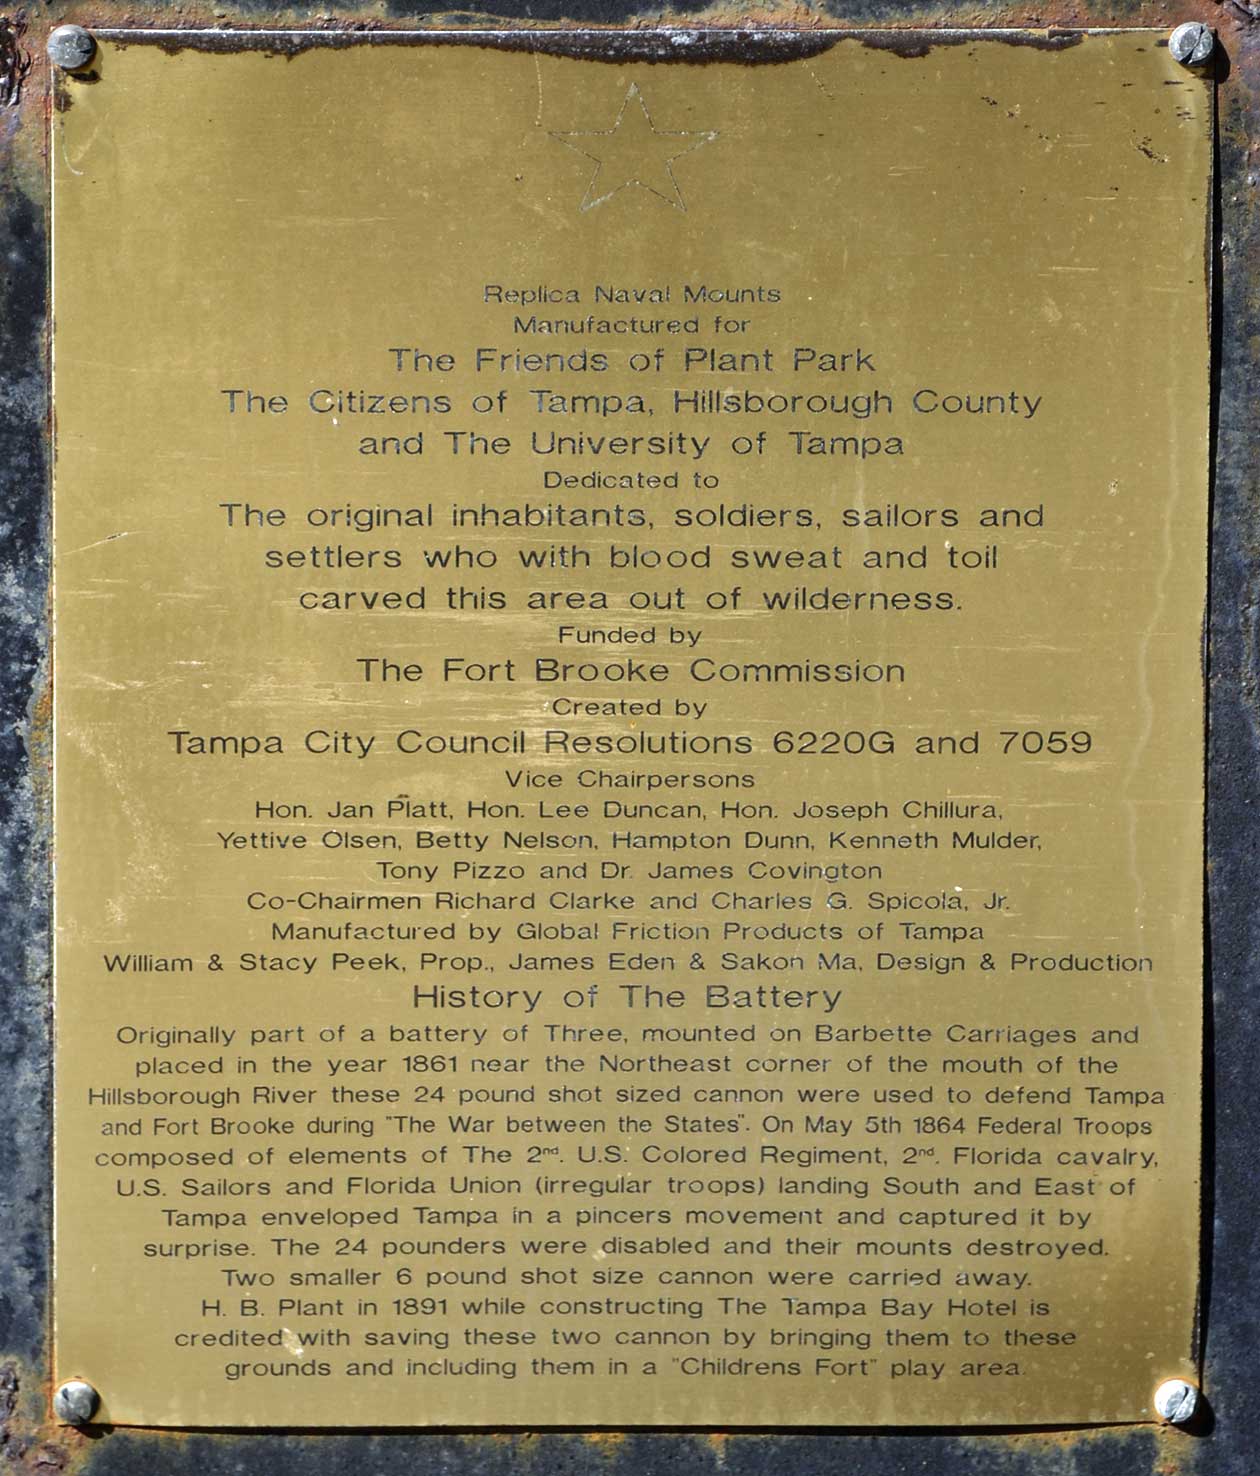 Replica Naval Mounts
Manufactured for
The Friends of Plant Park
The Citizens of Tampa, Hillsborough County
and The University of Tampa
Dedicated to
The original inhabitants, soldiers, sailors and
settlers who with blood sweat and toil
carved this area out of wilderness.
Funded by
The Fort Brooke Commission
Created by
Tampa City Council Resolutions 6220G and 7059
Vice Chairpersons
Hon. Jan Platt, Hon. Lee Duncan, Hon. Joseph Chillura,
Yettive Olsen, Betty Nelson, Hampton Dunn, Kenneth Mulder,
Tony Pizzo and Dr. James Covington
Co-Chairmen Richard Clarke and Charles G. Spicola, Jr.
Manufactured by Global Friction Products of Tampa
William & Stacy Peek, Prop., James Eden & Sakon Ma, Design & Production
History of The Battery
Originally part of a battery of Three, mounted on Barbette Carriages and
placed in the year 1861 near the Northeast corner of the mouth of the
Hillsborough River these 24 pound shot sized cannon were used to defend Tampa
and Fort Brooke during "The War between the States". On May 5th 1864 Federal Troops
composed of elements of The 2nd. U.S. Colored Regiment, 2nd. Florida cavalry,
U.S. Sailors and Florida Union (irregular troops) landing South and East of
Tampa enveloped Tampa in a pincers movement and captured it by
surprise. The 24 pounders were disabled and their mounts destroyed.
Two smaller 6 pound shot size cannon were carried away.
H. B. Plant in 1891 while constructing The Tampa Bay Hotel is
credited with saving these two cannon by bringing them to these
grounds and including them in a "Childrens Fort" play area.